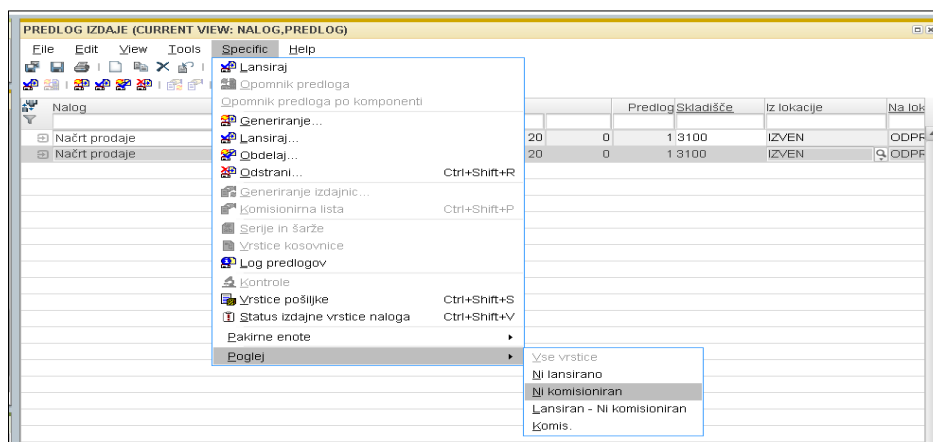 PREDLOG IZDAJE (CURRENT VIEW: NALOG,PREDLOG)
File Edit View Tools Specific Help
Nalog Predlog Skladišče Iz lokacije Na lok
Načrt prodaje 20 0 1 3100 IZVEN ODPR
Načrt prodaje 20 0 1 3100 IZVEN ODPR
Lansiraj
Opomnik predloga
Opomnik predloga po komponenti
Generiranje...
Lansiraj...
Obdelaj...
Odstrani... Ctrl+Shift+R
Generiranje izdajnic...
Komisionirna lista Ctrl+Shift+P
Serije in šarže
Vrstice kosovnice
Log predlogov
Kontrole
Vrstice pošiljke Ctrl+Shift+S
Status izdajne vrstice naloga Ctrl+Shift+V
Pakirne enote
Poglej
Vse vrstice
Ni lansirano
Ni komisioniran
Lansiran - Ni komisioniran
Komis.